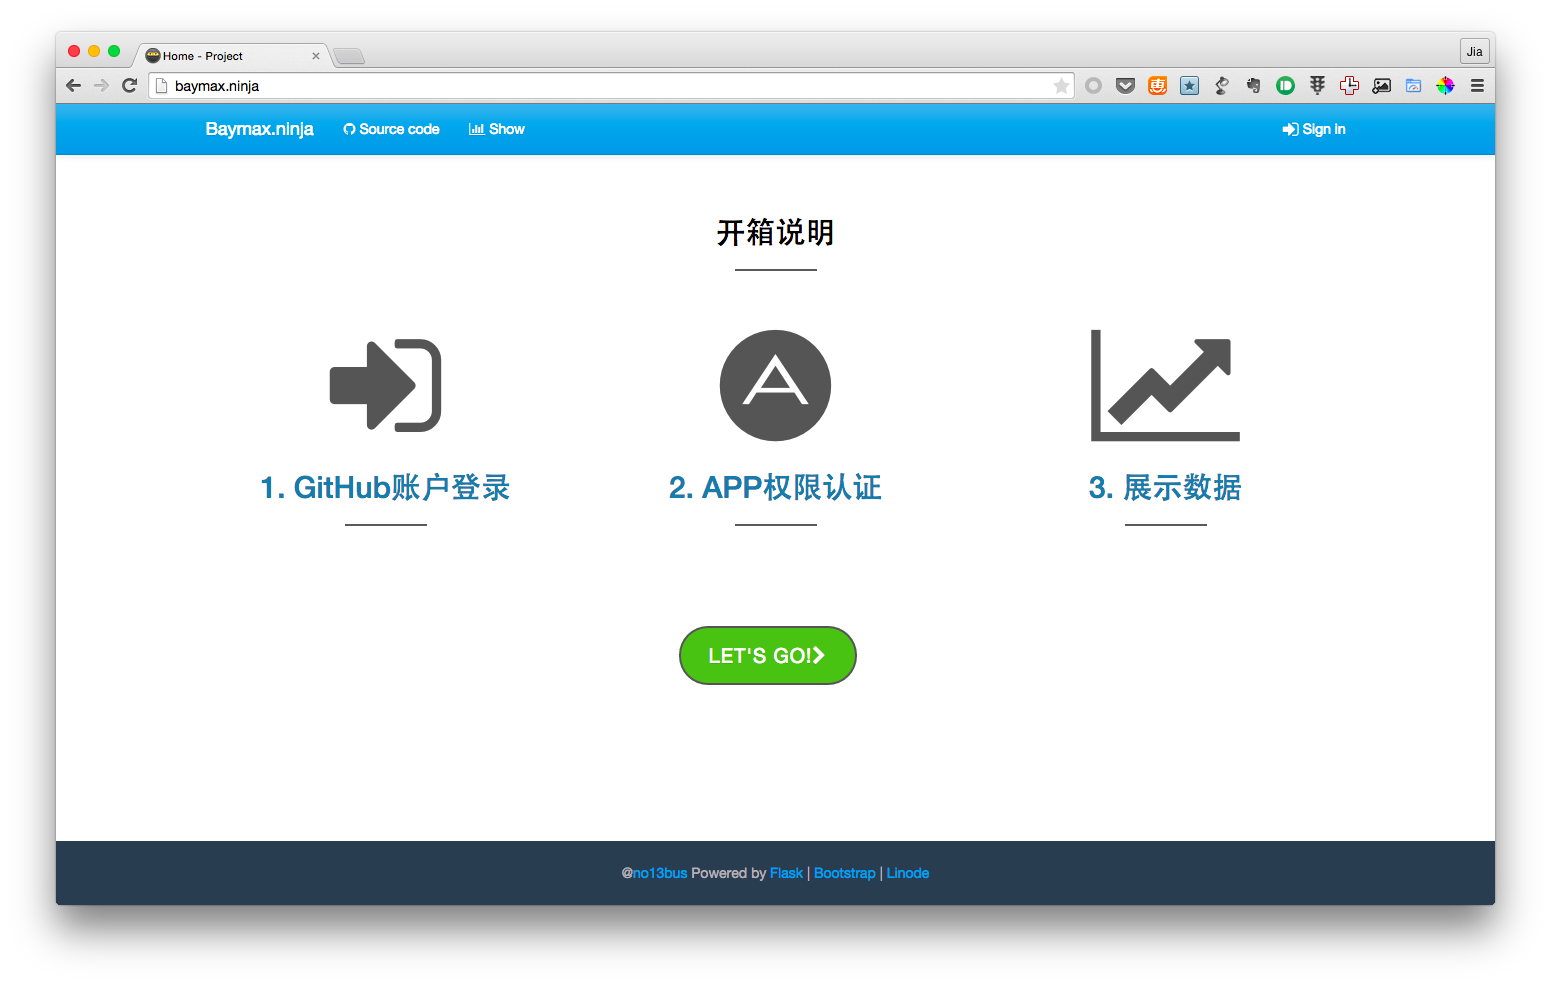 Home - Project
Jia
baymax.ninja
Baymax.ninja Source code Show Sign in
开箱说明
A
1. GitHub账户登录
2. APP权限认证
3. 展示数据
LET'S GO!
@no13bus Powered by Flask | Bootstrap | Linode